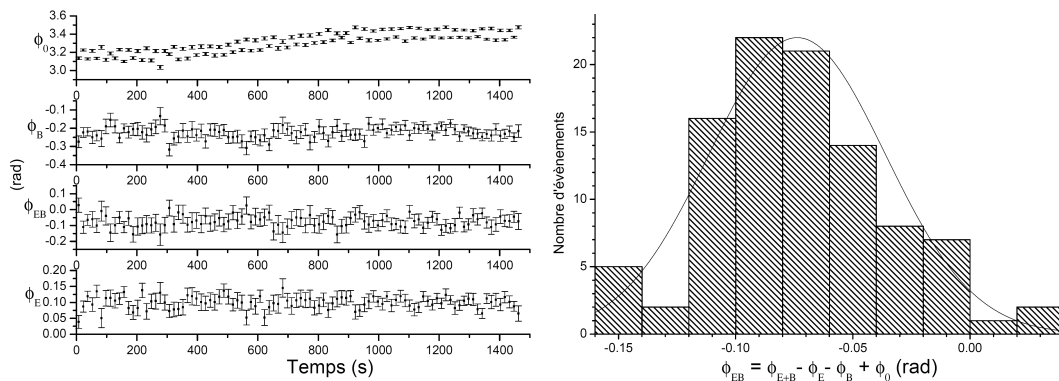 3.6
3.4
3.2
3.0
ϕ0
0 200 400 600 800 1000 1200 1400
-0.1
-0.2
-0.3
-0.4
ϕB
0 200 400 600 800 1000 1200 1400
(rad)
0.1
0.0
-0.1
-0.2
ϕEB
0 200 400 600 800 1000 1200 1400
0.20
0.15
0.10
0.05
0.00
ϕE
0 200 400 600 800 1000 1200 1400
Temps (s)
20
15
10
5
0
Nombre d'évènements
-0.15 -0.10 -0.05 0.00
ϕEB = ϕE+B- ϕE- ϕB + ϕ0 (rad)